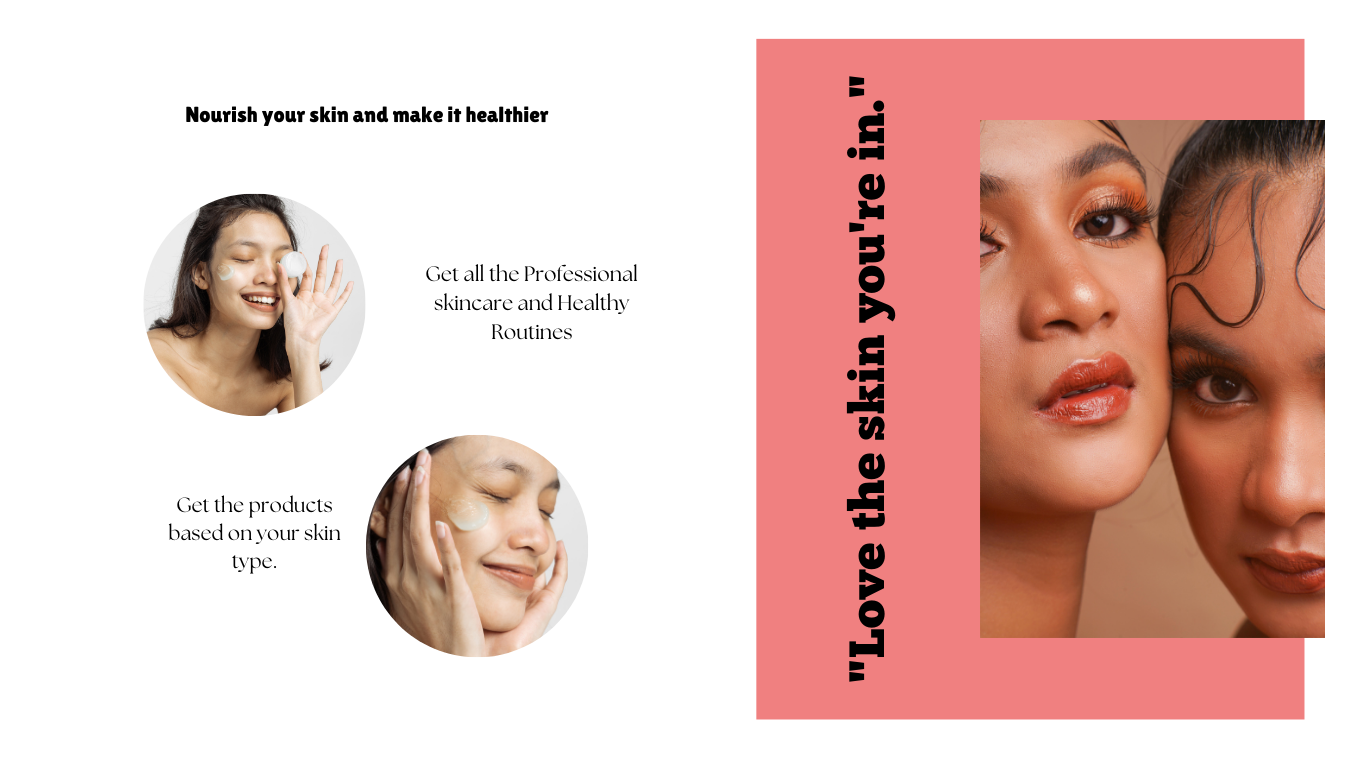 Nourish your skin and make it healthier
Get all the Professional
skincare and Healthy
Routines
Get the products
based on your skin
type.
"Love the skin you're in."